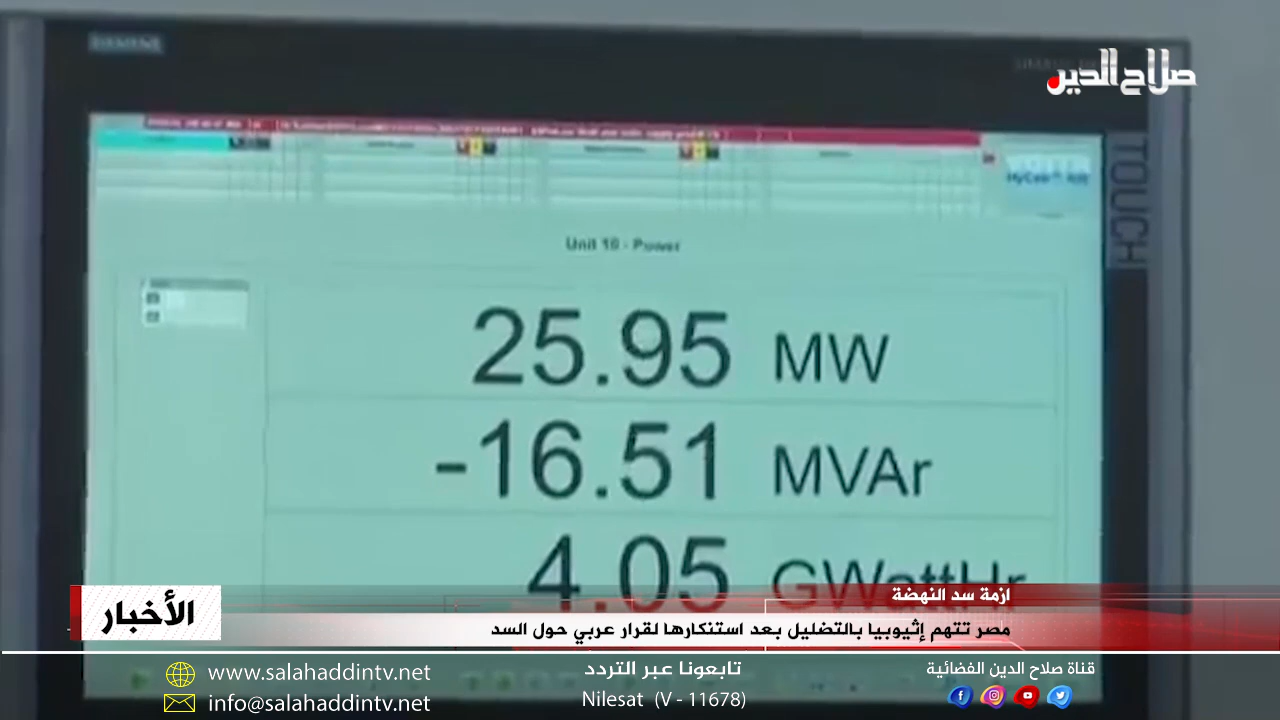 SIEMENS
صلاح الدين
TOUCH
Unit 10 - Power
25.95 MW
-16.51 MVAr
4.05 GWattHr
ازمة سد النهضة
الأخبار
مصر تتهم إثيوبيا بالتضليل بعد استنكارها لقرار عربي حول السد
قناة صلاح الدين الفضائية
تابعونا عبر التردد
www.salahaddintv.net
Nilesat (V - 11678)
info@salahaddintv.net